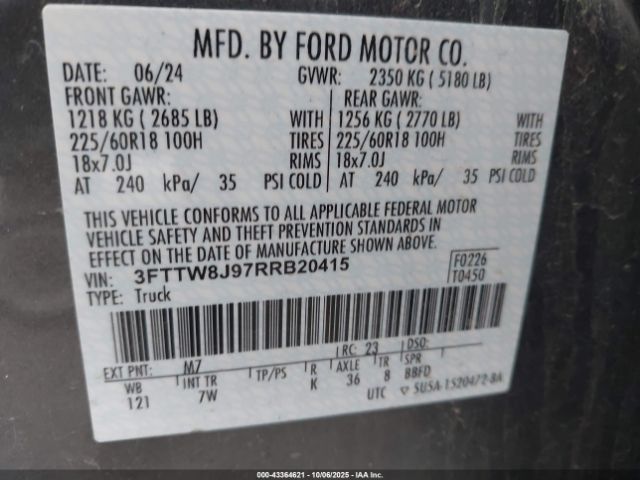 MFD. BY FORD MOTOR CO.
DATE: 06/24 GVWR: 2350 KG ( 5180 LB)
FRONT GAWR: REAR GAWR:
1218 KG ( 2685 LB) WITH 1256 KG ( 2770 LB) WITH
225/60R18 100H TIRES 225/60R18 100H TIRES
18x7.0J RIMS 18x7.0J RIMS
AT 240 kPa/ 35 PSI COLD AT 240 kPa/ 35 PSI COLD
THIS VEHICLE CONFORMS TO ALL APPLICABLE FEDERAL MOTOR
VEHICLE SAFETY AND THEFT PREVENTION STANDARDS IN
EFFECT ON THE DATE OF MANUFACTURE SHOWN ABOVE.
VIN: 3FTTW8J97RRB20415 F0226
TYPE: Truck T0450
EXT PNT: M7 RC: 23 DSO:
WB INT TR TP/PS R AXLE TR SPR
121 7W K 36 8 BBFD
UTC 5U5A-1520472-BA
000-43364621 | 10/06/2025 | IAAI.com